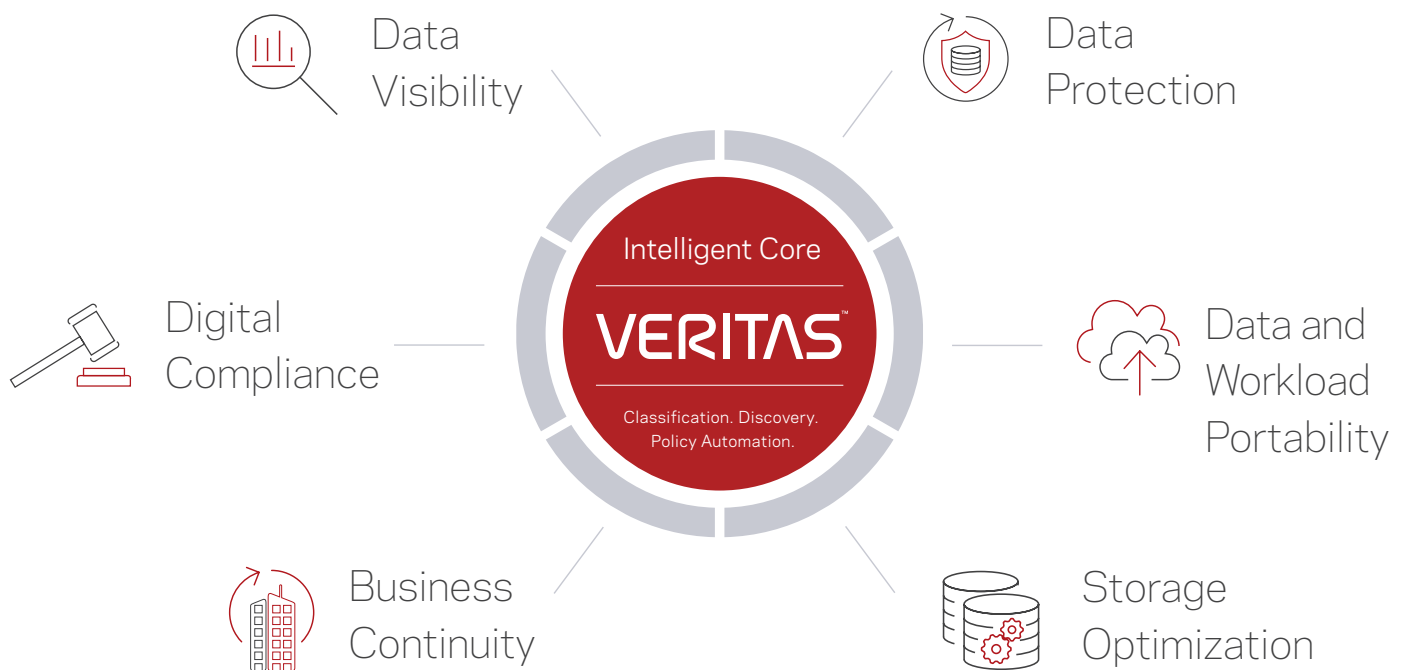 Data
Visibility
Data
Protection
Intelligent Core
VERITAS™
Classification. Discovery.
Policy Automation.
Digital
Compliance
Data and
Workload
Portability
Business
Continuity
Storage
Optimization